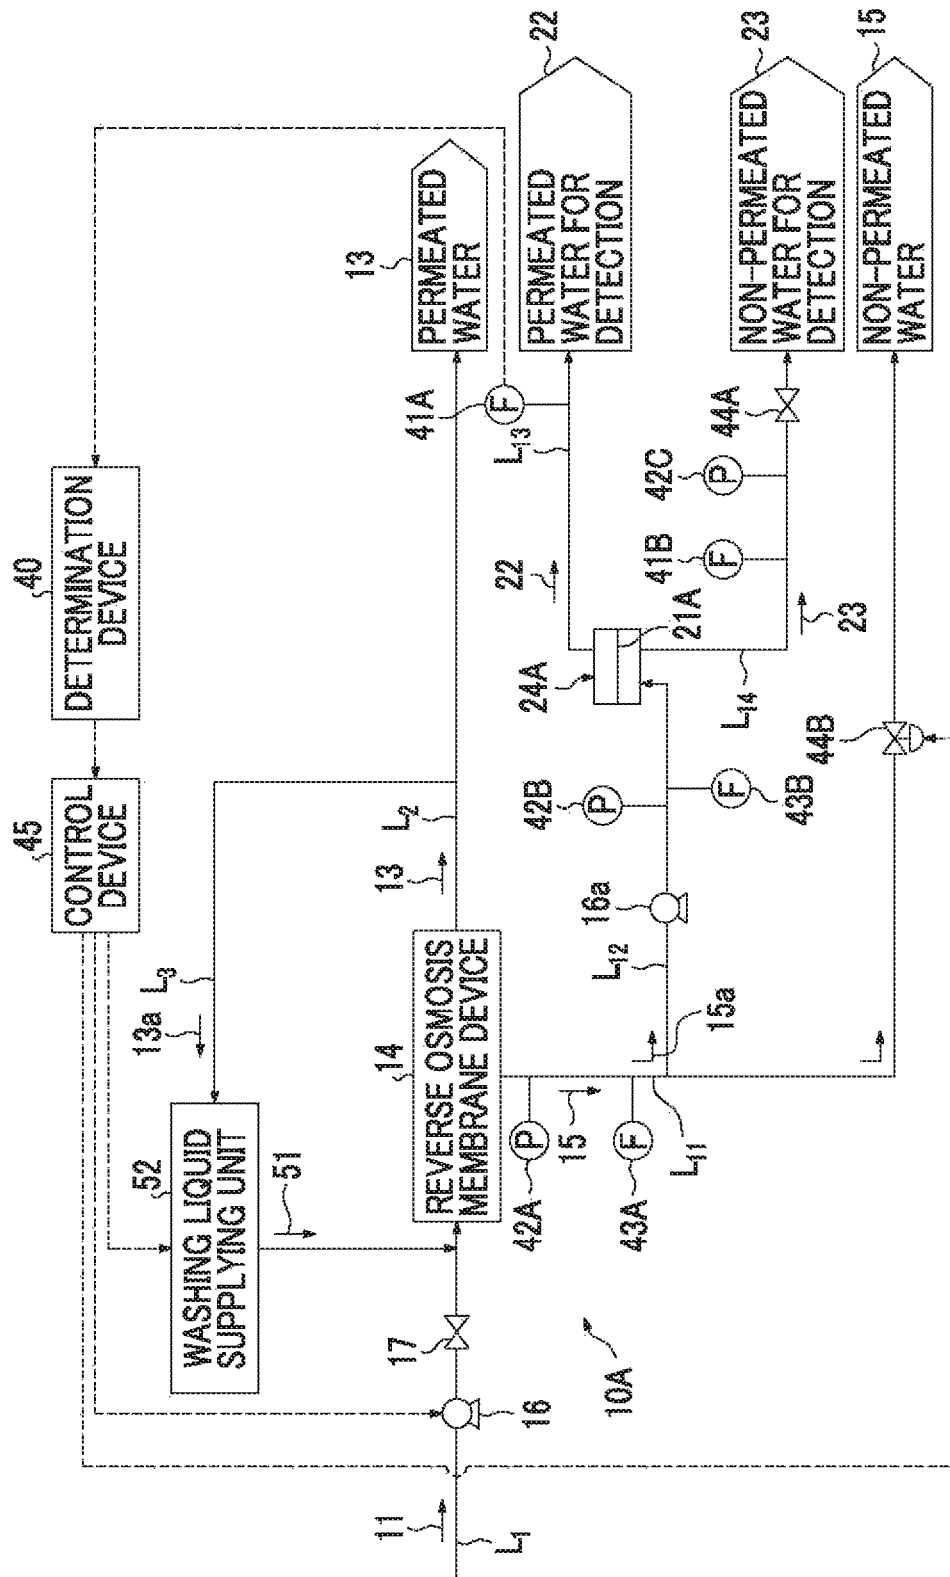 40
DETERMINATION
DEVICE
45
CONTROL
DEVICE
13a
L3
52
WASHING LIQUID
SUPPLYING UNIT
51
11
L1
16
17
14
REVERSE OSMOSIS
MEMBRANE DEVICE
13
L2
13
PERMEATED
WATER
41A
F
L13
22
PERMEATED
WATER FOR
DETECTION
22
24A
21A
L14
23
41B
F
42C
P
44A
NON-PERMEATED
WATER FOR
DETECTION
23
10A
42A
P
15
43A
F
L11
15a
L12
16a
42B
P
43B
F
44B
NON-PERMEATED
WATER
15